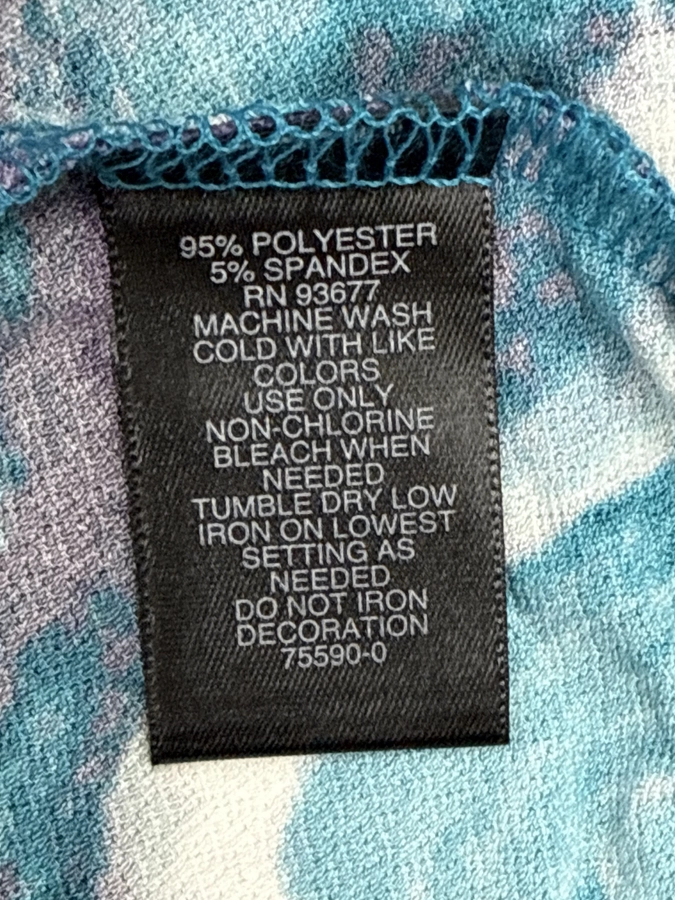 95% POLYESTER
5% SPANDEX
RN 93677
MACHINE WASH
COLD WITH LIKE
COLORS
USE ONLY
NON-CHLORINE
BLEACH WHEN
NEEDED
TUMBLE DRY LOW
IRON ON LOWEST
SETTING AS
NEEDED
DO NOT IRON
DECORATION
75590-0